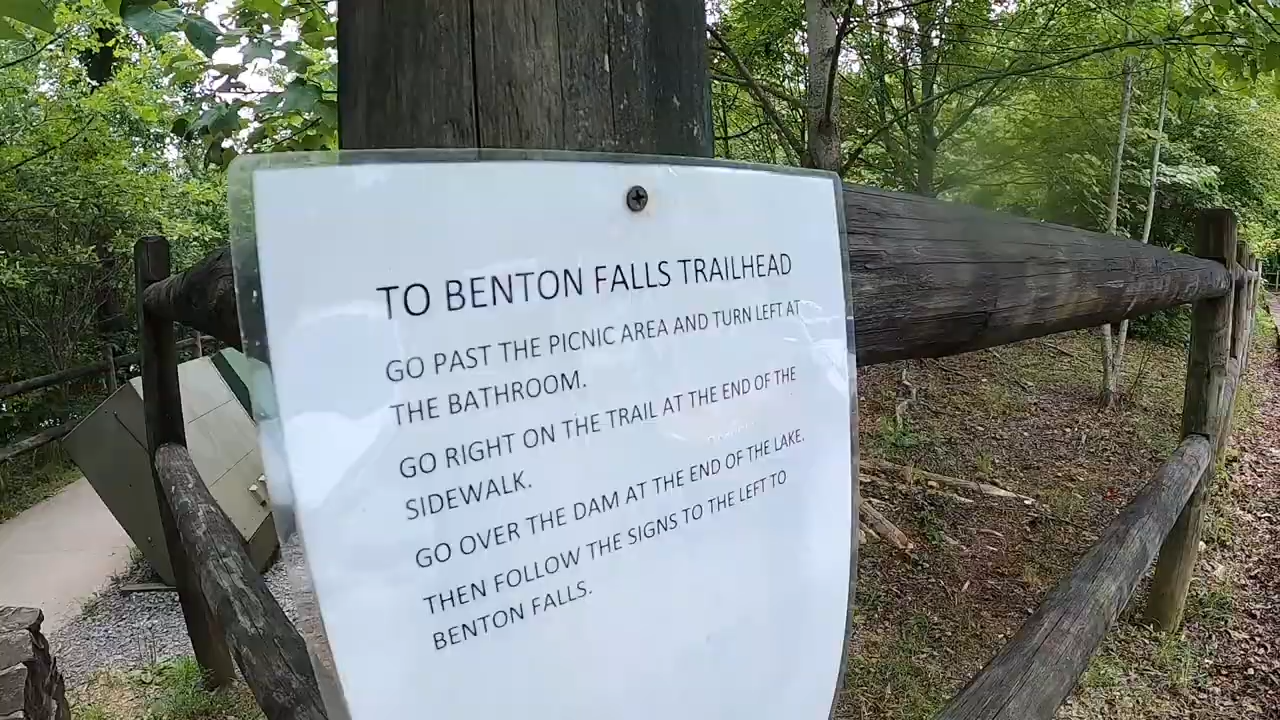 TO BENTON FALLS TRAILHEAD
GO PAST THE PICNIC AREA AND TURN LEFT AT
THE BATHROOM.
GO RIGHT ON THE TRAIL AT THE END OF THE
SIDEWALK.
GO OVER THE DAM AT THE END OF THE LAKE.
THEN FOLLOW THE SIGNS TO THE LEFT TO
BENTON FALLS.